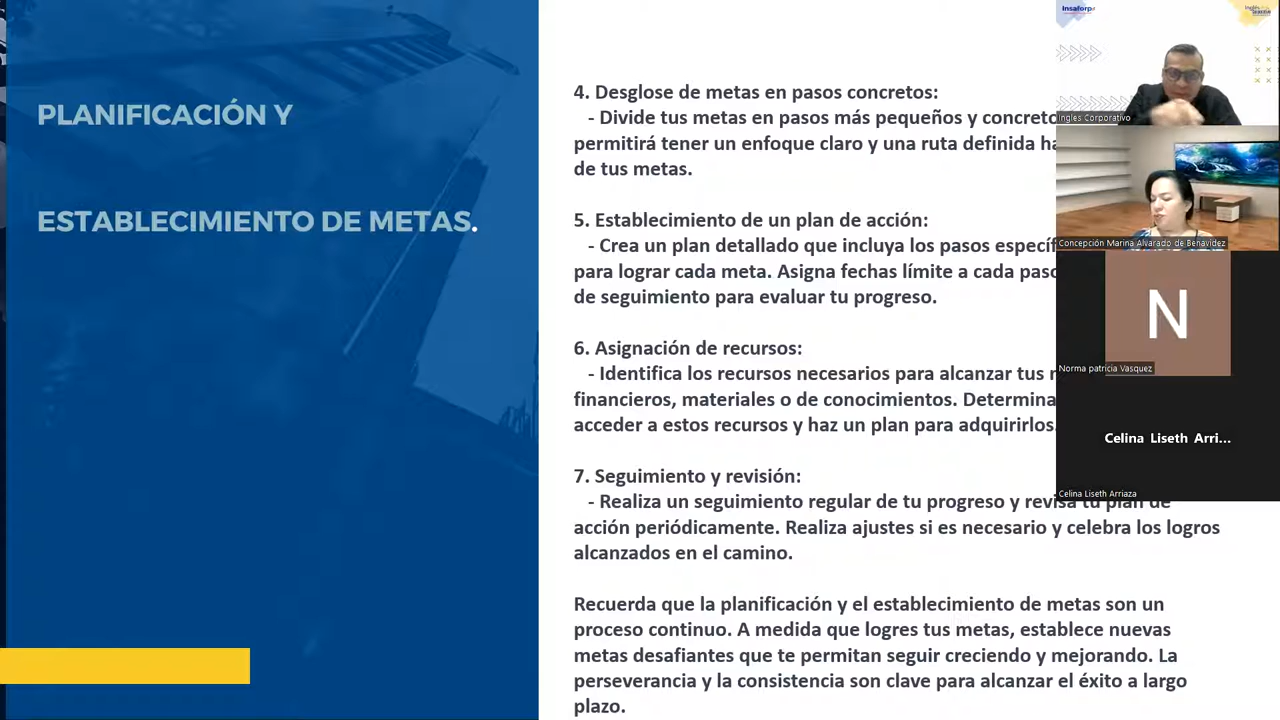 PLANIFICACIÓN Y
ESTABLECIMIENTO DE METAS.
4. Desglose de metas en pasos concretos:
- Divide tus metas en pasos más pequeños y concreto
permitirá tener un enfoque claro y una ruta definida ha
de tus metas.
5. Establecimiento de un plan de acción:
- Crea un plan detallado que incluya los pasos específ
para lograr cada meta. Asigna fechas límite a cada paso
de seguimiento para evaluar tu progreso.
6. Asignación de recursos:
- Identifica los recursos necesarios para alcanzar tus
financieros, materiales o de conocimientos. Determina
acceder a estos recursos y haz un plan para adquirirlos.
7. Seguimiento y revisión:
- Realiza un seguimiento regular de tu progreso y revisa tu plan de
acción periódicamente. Realiza ajustes si es necesario y celebra los logros
alcanzados en el camino.
Recuerda que la planificación y el establecimiento de metas son un
proceso continuo. A medida que logres tus metas, establece nuevas
metas desafiantes que te permitan seguir creciendo y mejorando. La
perseverancia y la consistencia son clave para alcanzar el éxito a largo
plazo.
Insaforp
Ingles Corporativo
Concepción Marina Alvarado de Benavidez
N
Norma patricia Vasquez
Celina Liseth Arri...
Celina Liseth Arriaza